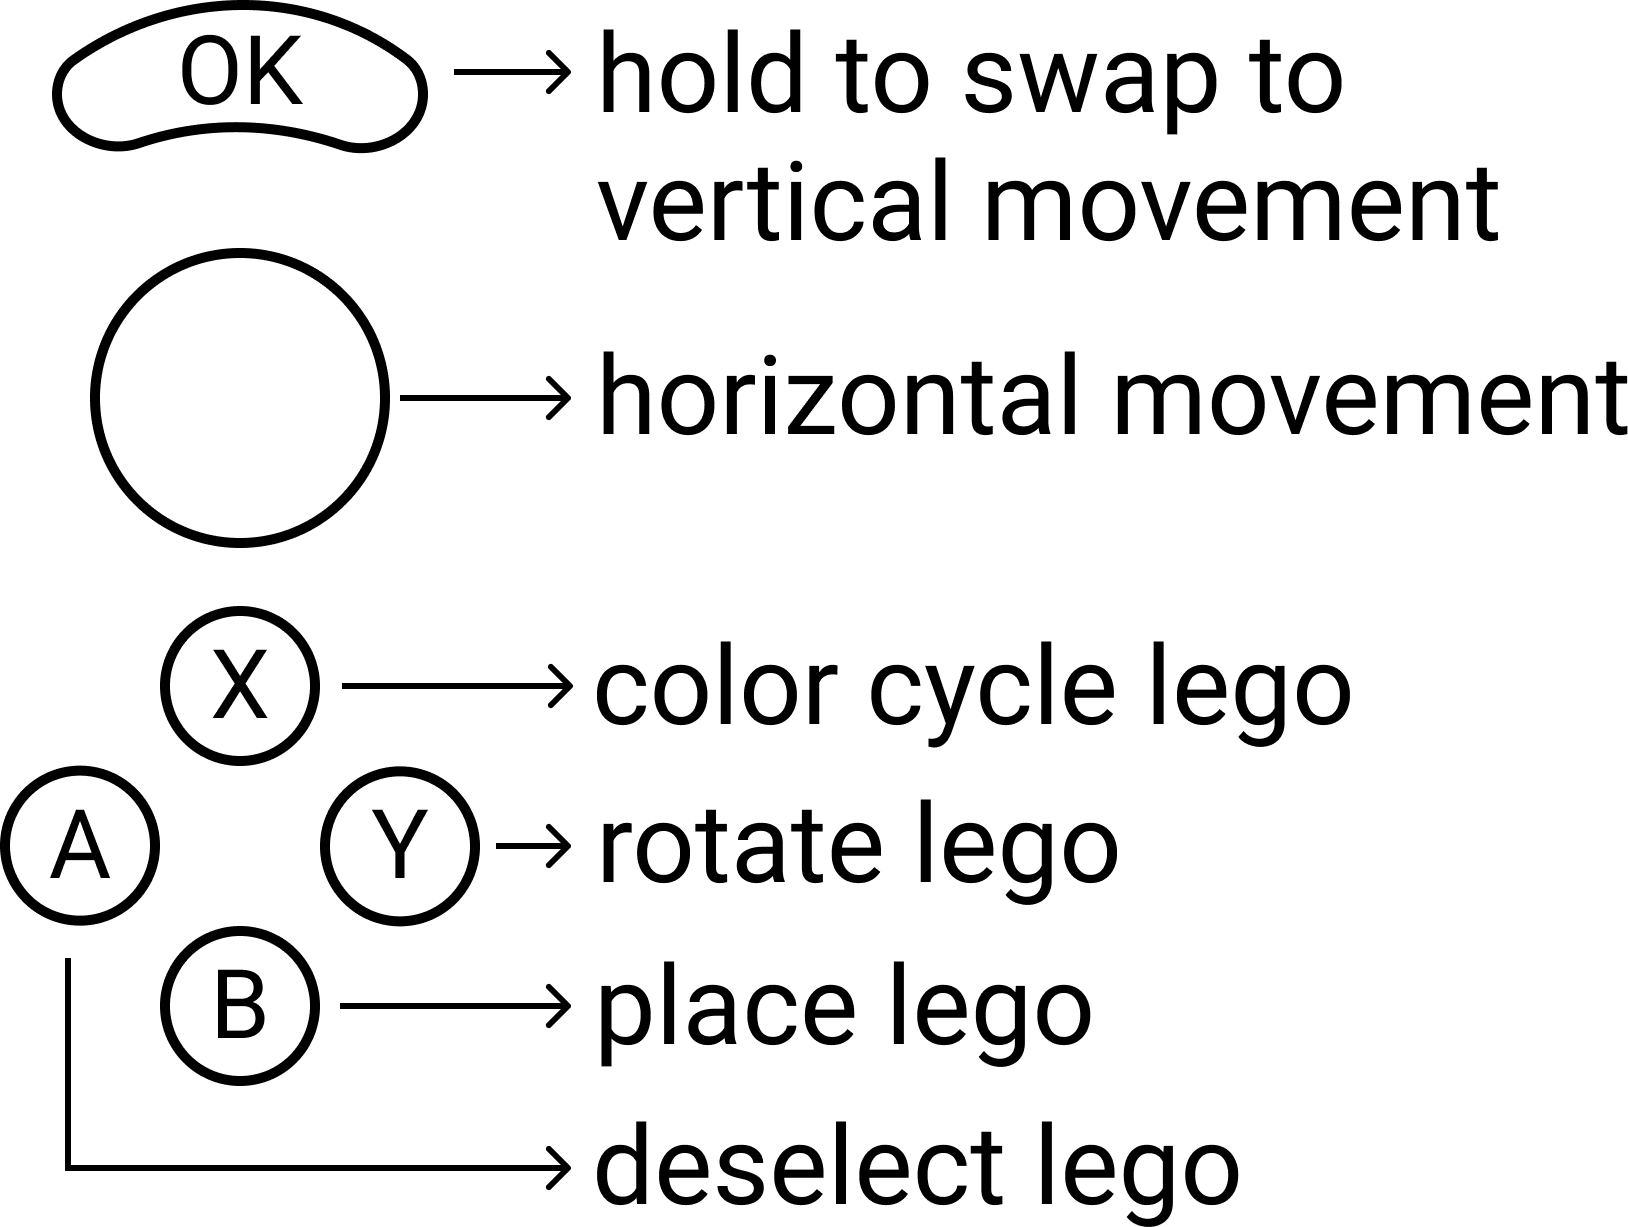 OK
hold to swap to
vertical movement
horizontal movement
X
color cycle lego
A
Y
rotate lego
B
place lego
deselect lego